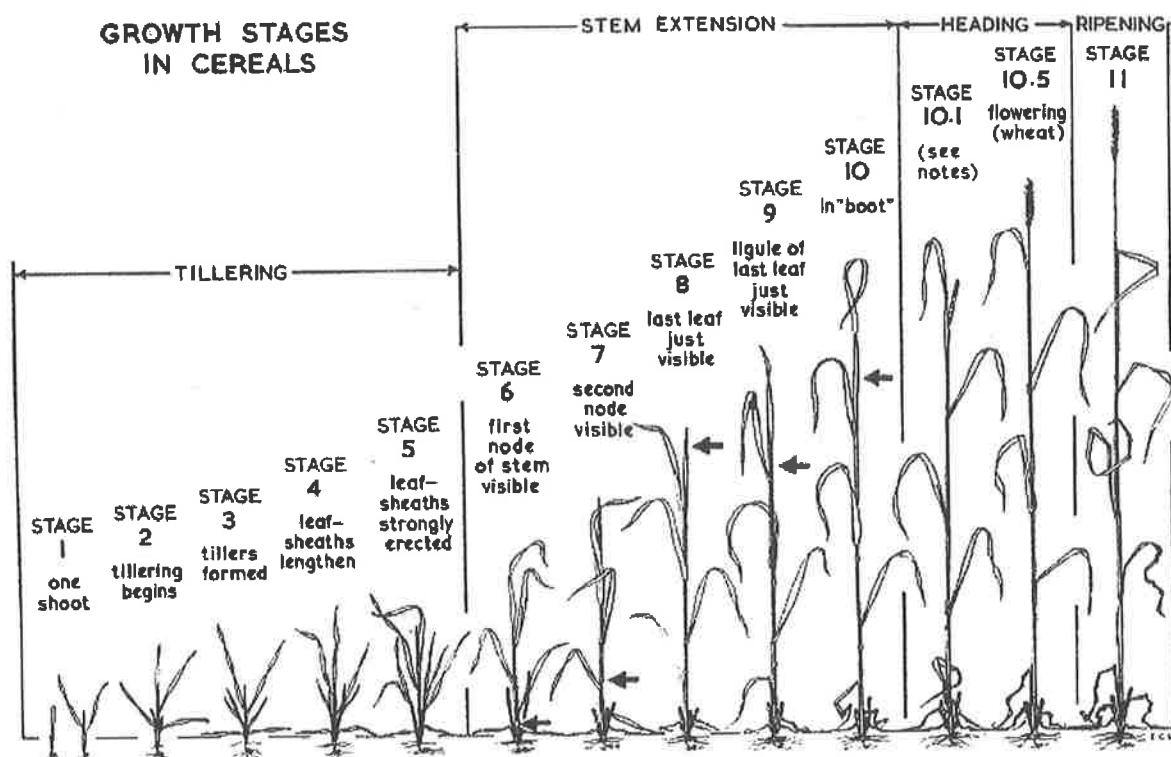 GROWTH STAGES
IN CEREALS
TILLERING
STEM EXTENSION
HEADING
RIPENING
STAGE
1
one
shoot
STAGE
2
tillering
begins
STAGE
3
tillers
formed
STAGE
4
leaf-
sheaths
lengthen
STAGE
5
leaf-
sheaths
strongly
erected
STAGE
6
first
node
of stem
visible
STAGE
7
second
node
visible
STAGE
8
last leaf
just
visible
STAGE
9
ligule of
last leaf
just
visible
STAGE
10
in "boot"
STAGE
10.1
(see
notes)
STAGE
10.5
flowering
(wheat)
STAGE
11